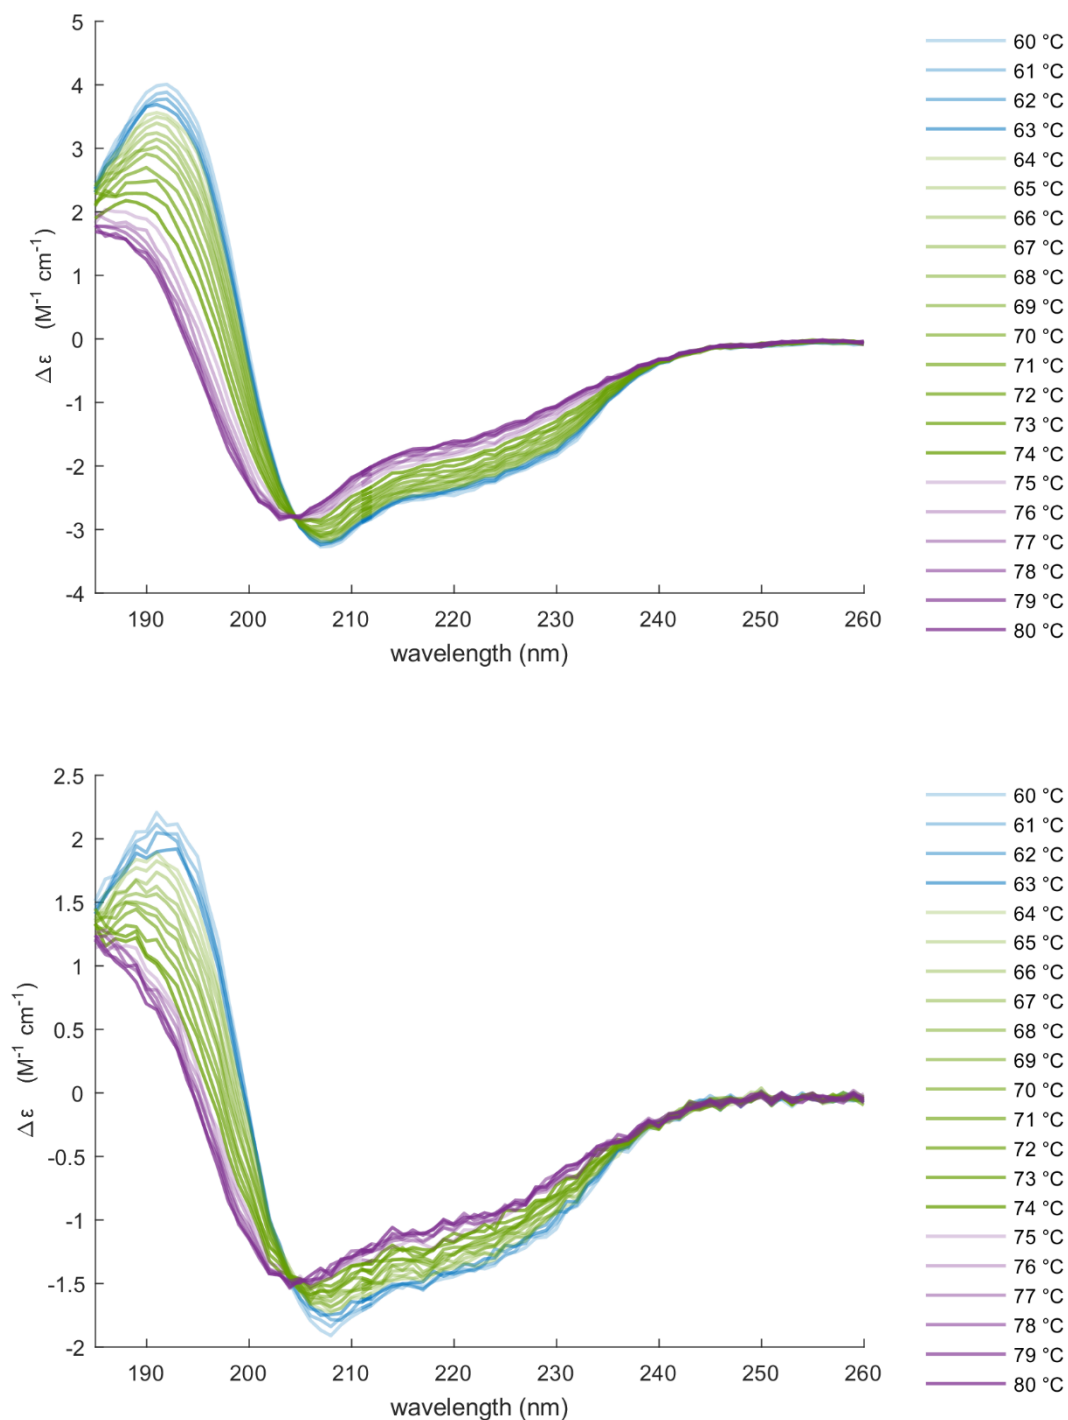 5
4
3
2
1
0
-1
-2
-3
-4
Δε (M⁻¹ cm⁻¹)
190 200 210 220 230 240 250 260
wavelength (nm)
60 °C
61 °C
62 °C
63 °C
64 °C
65 °C
66 °C
67 °C
68 °C
69 °C
70 °C
71 °C
72 °C
73 °C
74 °C
75 °C
76 °C
77 °C
78 °C
79 °C
80 °C
2.5
2
1.5
1
0.5
0
-0.5
-1
-1.5
-2
Δε (M⁻¹ cm⁻¹)
190 200 210 220 230 240 250 260
wavelength (nm)
60 °C
61 °C
62 °C
63 °C
64 °C
65 °C
66 °C
67 °C
68 °C
69 °C
70 °C
71 °C
72 °C
73 °C
74 °C
75 °C
76 °C
77 °C
78 °C
79 °C
80 °C